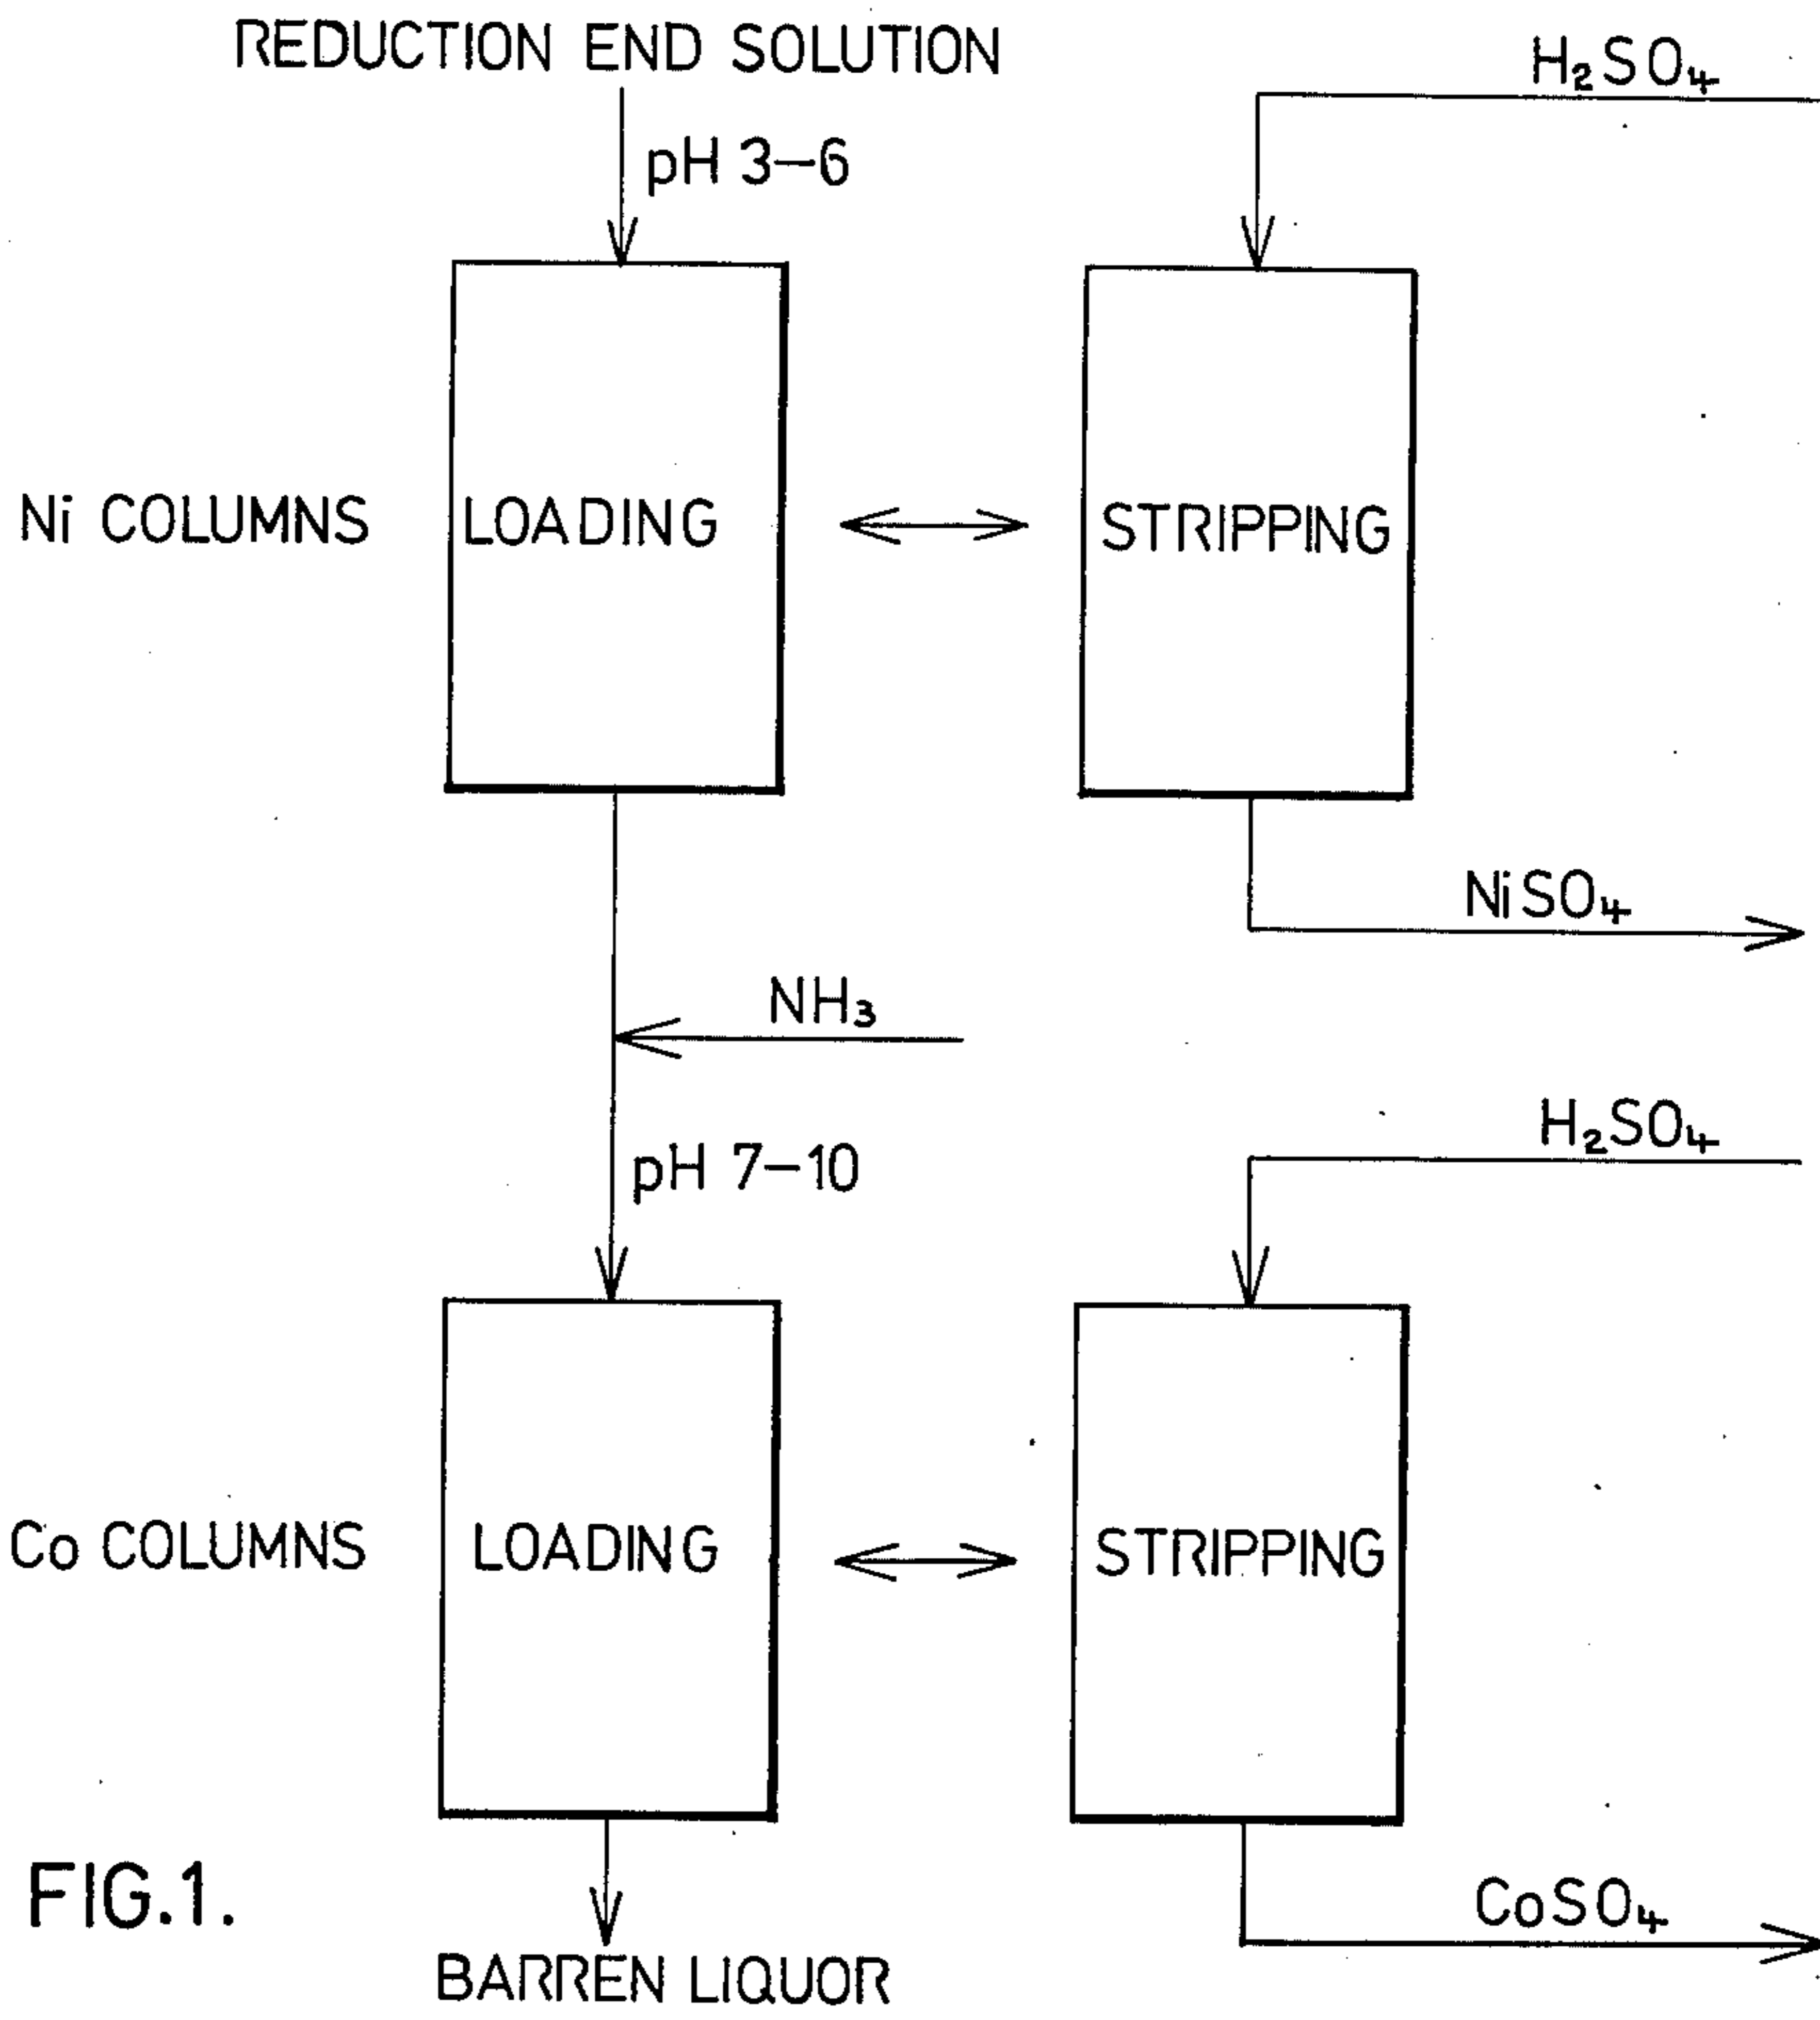 REDUCTION END SOLUTION
H₂SO₄
pH 3–6
Ni COLUMNS
LOADING
STRIPPING
NiSO₄
NH₃
H₂SO₄
pH 7–10
Co COLUMNS
LOADING
STRIPPING
FIG.1.
CoSO₄
BARREN LIQUOR